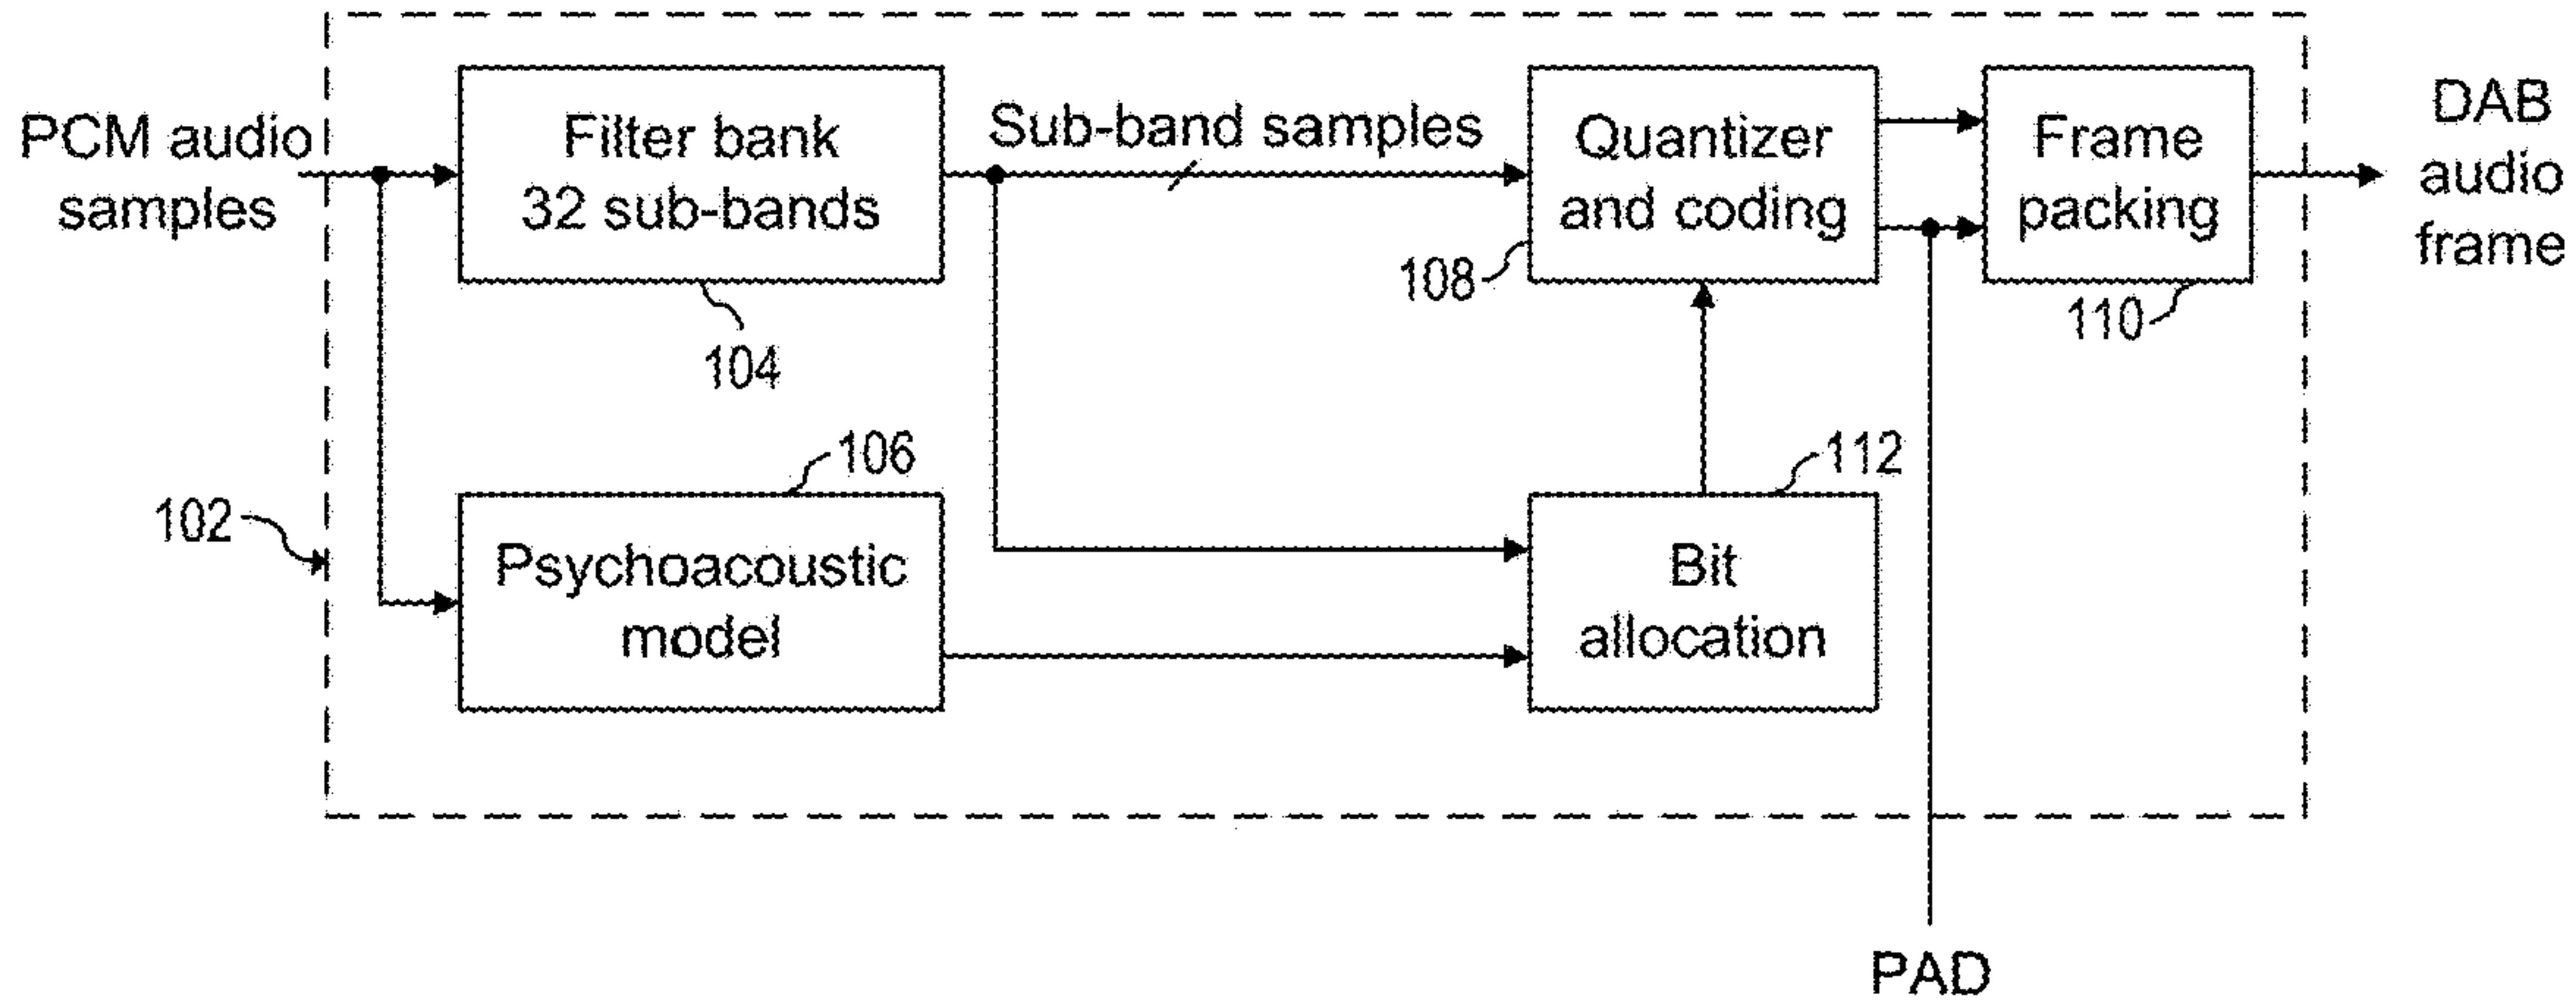 PCM audio
samples
Filter bank
32 sub-bands
104
Sub-band samples
Quantizer
and coding
108
Frame
packing
110
DAB
audio
frame
102
106
Psychoacoustic
model
112
Bit
allocation
PAD